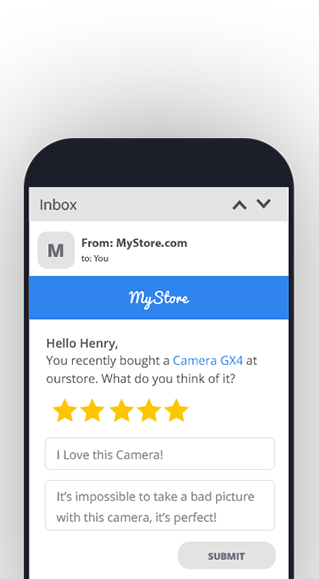 Inbox
M
From: MyStore.com
to: You
MyStore
Hello Henry,
You recently bought a Camera GX4 at
ourstore. What do you think of it?
I Love this Camera!
It's impossible to take a bad picture
with this camera, it's perfect!
SUBMIT